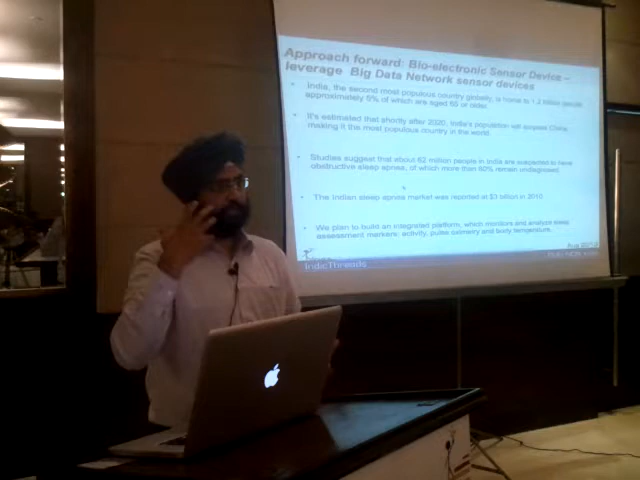 Approach forward: Bio-electronic Sensor Device –
leverage Big Data Network sensor devices
India, the second most populous country globally, is home to 1.2 billion people
approximately 5% of which are aged 65 or older.
It's estimated that shortly after 2020, India's population will surpass China,
making it the most populous country in the world.
Studies suggest that about 62 million people in India are suspected to have
obstructive sleep apnea, of which more than 80% remain undiagnosed.
The Indian sleep apnea market was reported at $3 billion in 2010
We plan to build an integrated platform, which monitors and analyze sleep
assessment markers: activity, pulse oximetry and body temperature.
IndicThreads